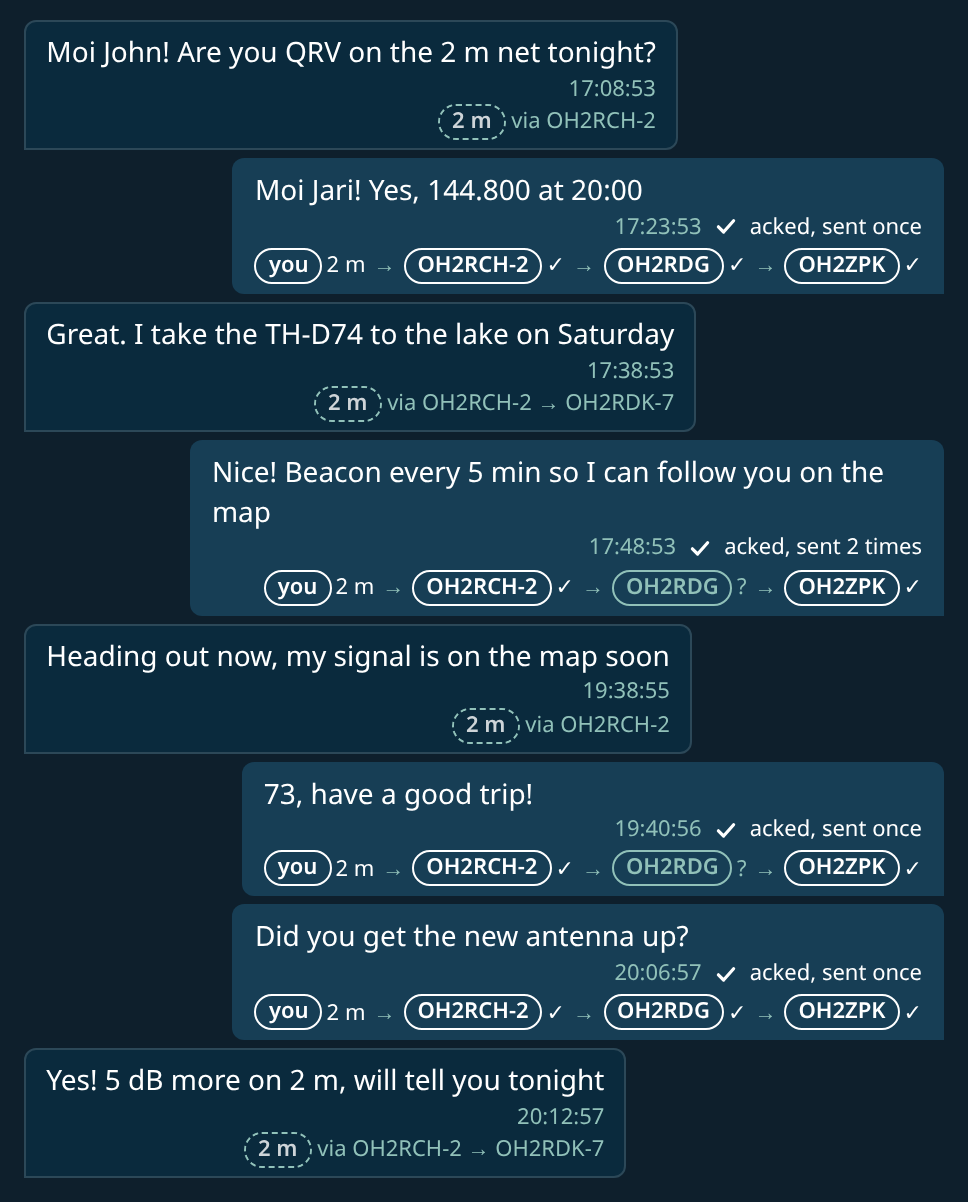 Moi John! Are you QRV on the 2 m net tonight?
17:08:53
2 m via OH2RCH-2
Moi Jari! Yes, 144.800 at 20:00
17:23:53 ✓ acked, sent once
you 2 m → OH2RCH-2 ✓ → OH2RDG ✓ → OH2ZPK ✓
Great. I take the TH-D74 to the lake on Saturday
17:38:53
2 m via OH2RCH-2 → OH2RDK-7
Nice! Beacon every 5 min so I can follow you on the
map
17:48:53 ✓ acked, sent 2 times
you 2 m → OH2RCH-2 ✓ → OH2RDG ? → OH2ZPK ✓
Heading out now, my signal is on the map soon
19:38:55
2 m via OH2RCH-2
73, have a good trip!
19:40:56 ✓ acked, sent once
you 2 m → OH2RCH-2 ✓ → OH2RDG ? → OH2ZPK ✓
Did you get the new antenna up?
20:06:57 ✓ acked, sent once
you 2 m → OH2RCH-2 ✓ → OH2RDG ✓ → OH2ZPK ✓
Yes! 5 dB more on 2 m, will tell you tonight
20:12:57
2 m via OH2RCH-2 → OH2RDK-7